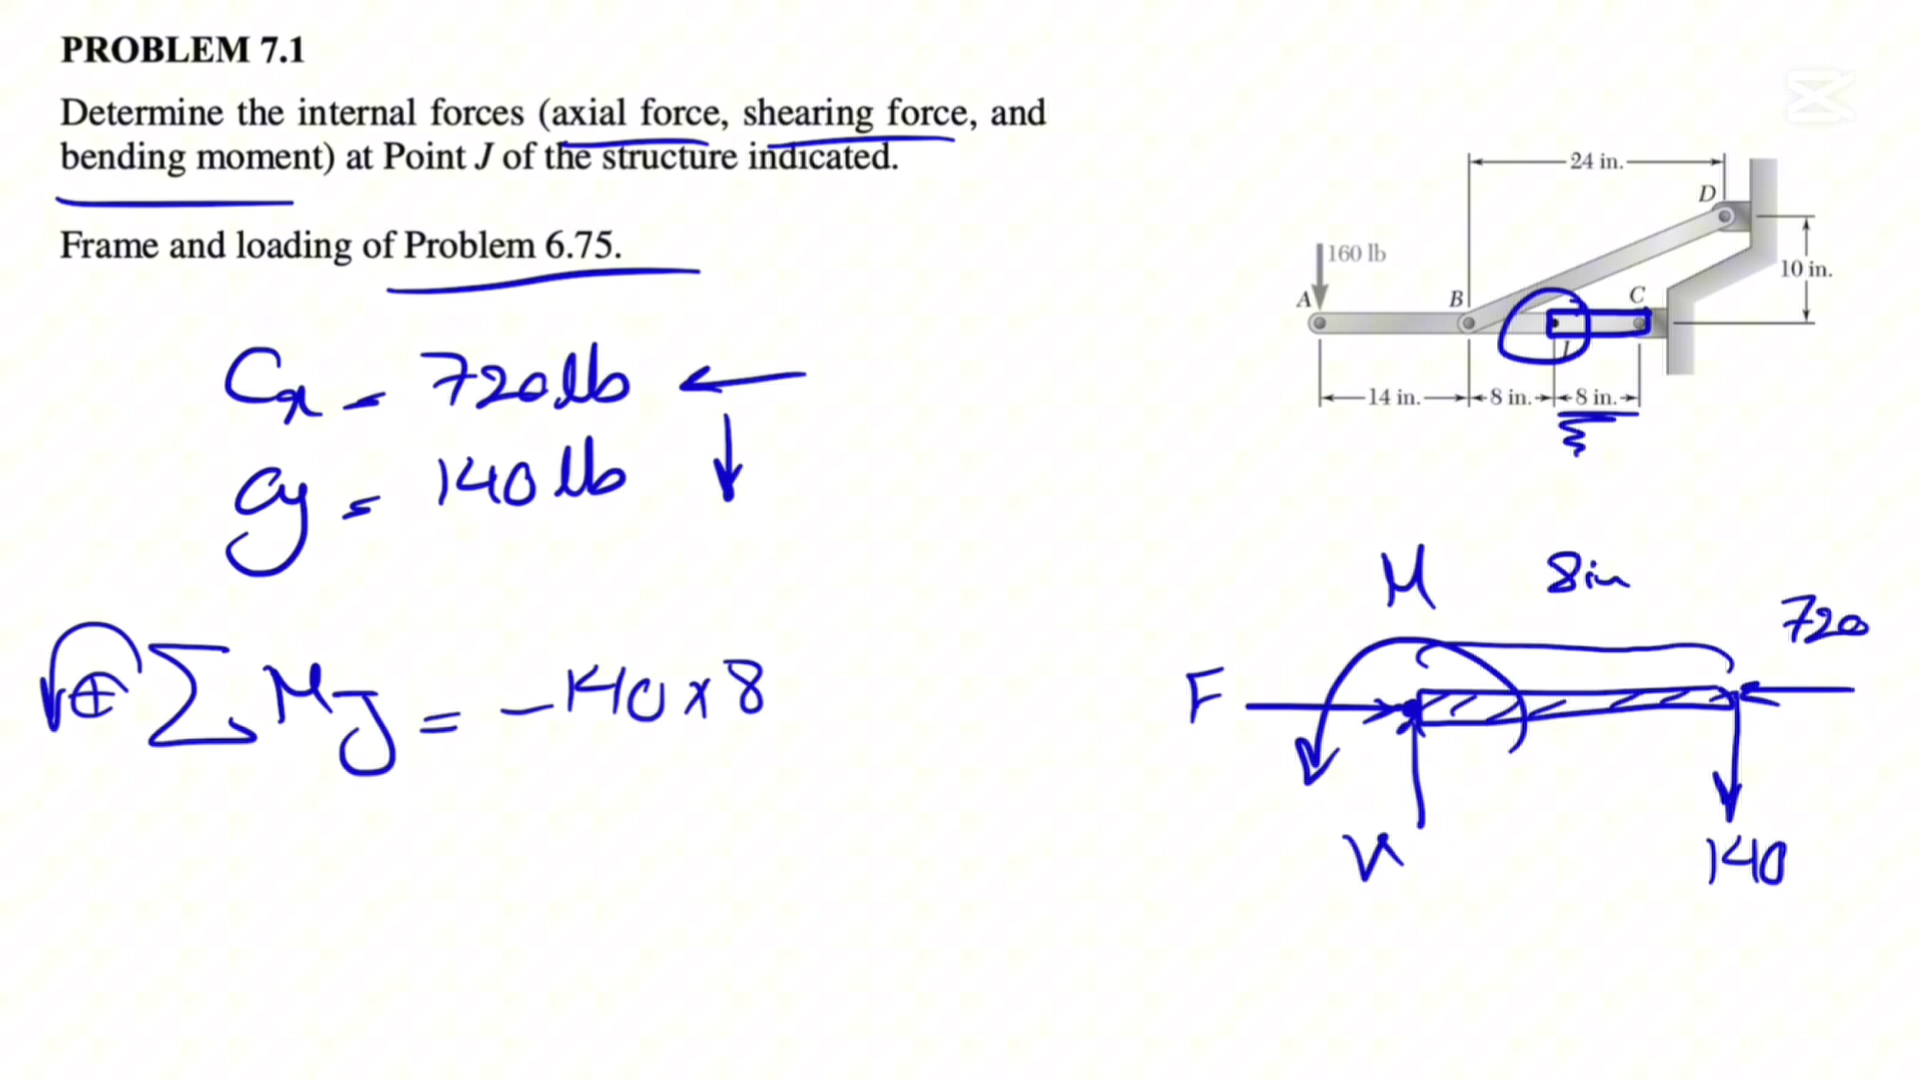 PROBLEM 7.1
Determine the internal forces (axial force, shearing force, and
bending moment) at Point J of the structure indicated.
Frame and loading of Problem 6.75.
24 in.
D
160 lb
10 in.
A
B
C
J
14 in.
8 in.
8 in.
Cx = 720 lb ←
Cy = 140 lb ↓
M
8in
720
F
⊕ΣMJ = -140 x 8
V
140